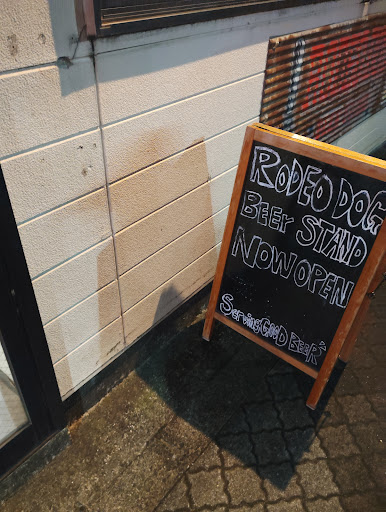 RODEO DOG
Beer STAND
NOW OPEN
Serving GOOD BEER'S